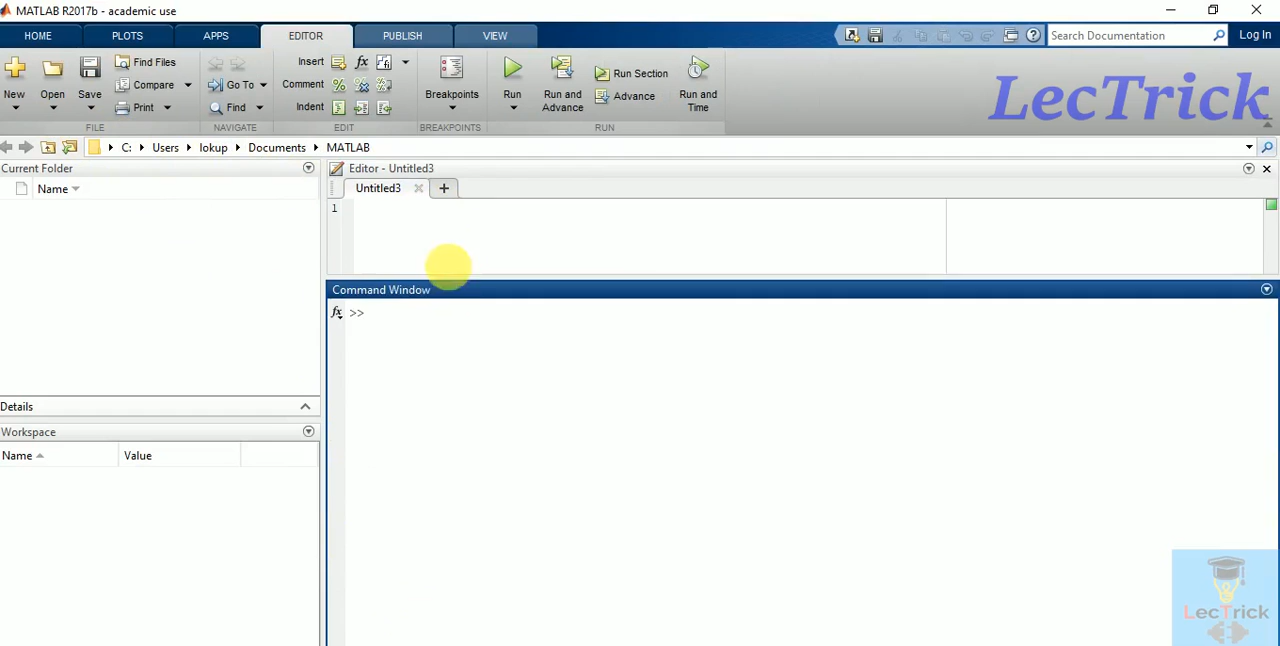 MATLAB R2017b - academic use
HOME PLOTS APPS EDITOR PUBLISH VIEW
Search Documentation
Log In
New
Open
Save
Find Files
Compare
Print
FILE
Go To
Find
NAVIGATE
Insert fx
Comment %
Indent
EDIT
Breakpoints
BREAKPOINTS
Run
Run and
Advance
Run Section
Advance
Run and
Time
RUN
LecTrick
C: Users lokup Documents MATLAB
Current Folder
Name
Details
Workspace
Name Value
Editor - Untitled3
Untitled3
1
Command Window
fx >>
LecTrick